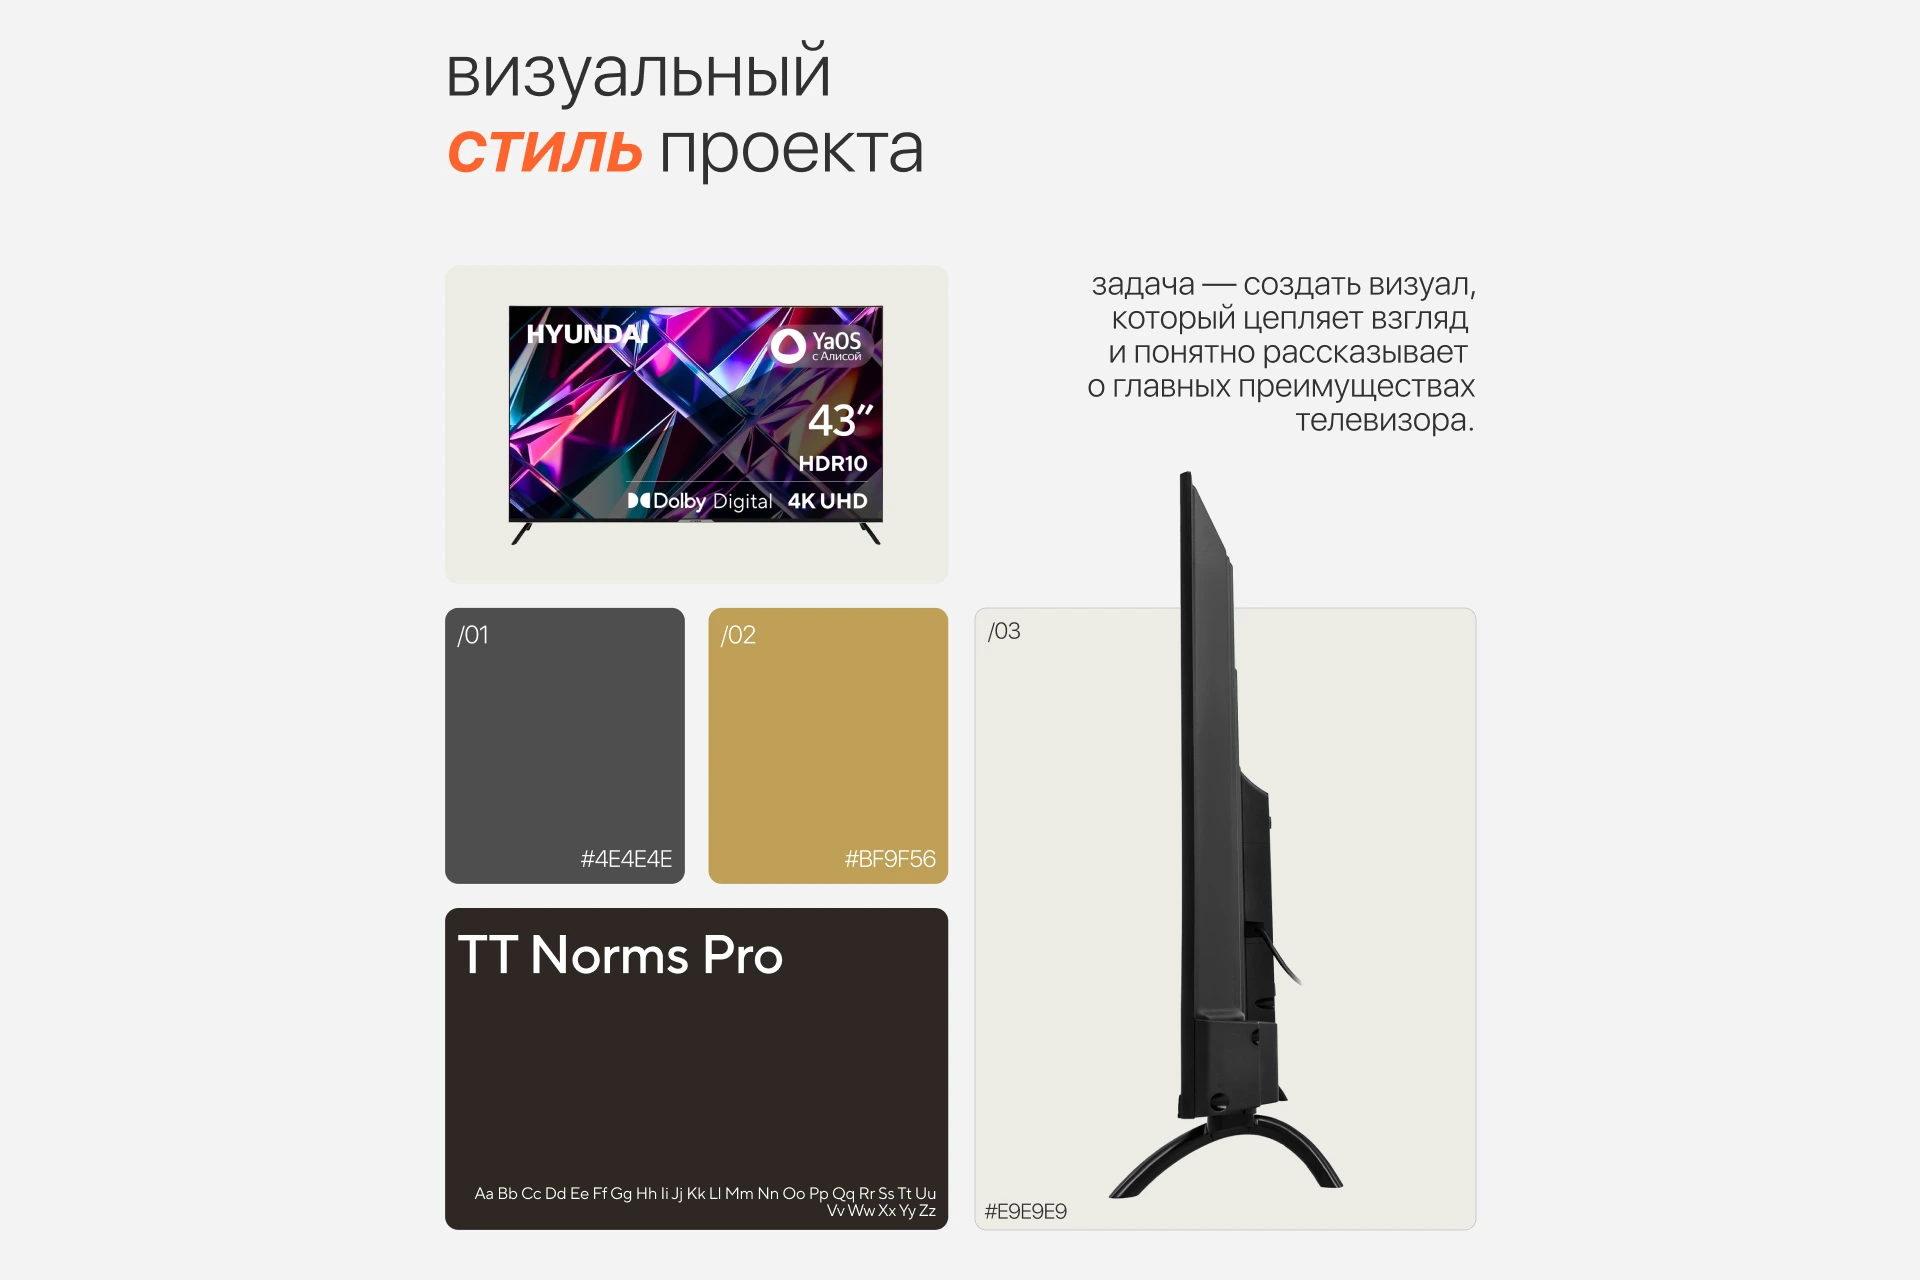 визуальный
стиль проекта
задача — создать визуал,
который цепляет взгляд
и понятно рассказывает
о главных преимуществах
телевизора.
HYUNDAI
YaOS
с Алисой
43”
HDR10
Dolby Digital 4K UHD
/01
#4E4E4E
/02
#BF9F56
/03
#E9E9E9
TT Norms Pro
Aa Bb Cc Dd Ee Ff Gg Hh Ii Jj Kk Ll Mm Nn Oo Pp Qq Rr Ss Tt Uu
Vv Ww Xx Yy Zz